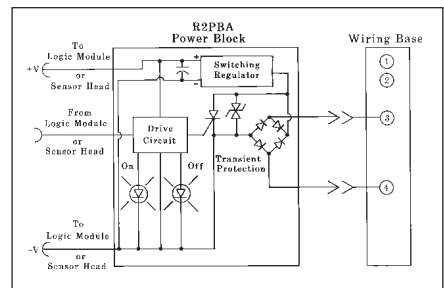 R2PBA
Power Block
Wiring Base
To
Logic Module
+V
or
Sensor Head
+
-
Switching
Regulator
1
2
3
4
From
Logic Module
or
Sensor Head
Drive
Circuit
On
Off
Transient
Protection
To
Logic Module
-V
or
Sensor Head